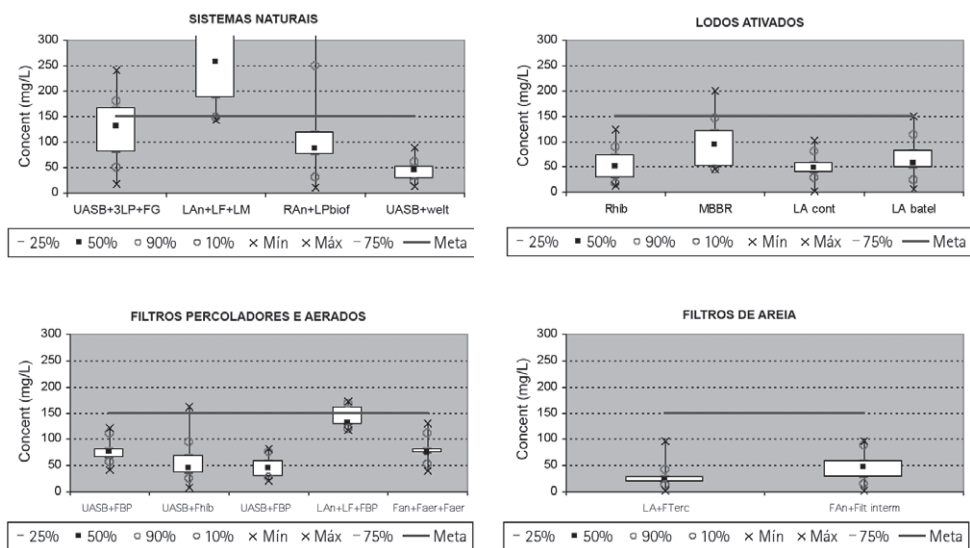 SISTEMAS NATURAIS
Concent (mg/L)
300
250
200
150
100
50
0
UASB+3LP+FG LAn+LF+LM RAn+LPbiof UASB+welt
25% 50% 90% 10% Mín Máx 75% Meta
LODOS ATIVADOS
Concent (mg/L)
300
250
200
150
100
50
0
Rhib MBBR LA cont LA batel
25% 50% 90% 10% Mín Máx 75% Meta
FILTROS PERCOLADORES E AERADOS
Concent (mg/L)
300
250
200
150
100
50
0
UASB+FBP UASB+Fhib UASB+FBP LAn+LF+FBP Fan+Faer+Faer
25% 50% 90% 10% Mín Máx 75% Meta
FILTROS DE AREIA
Concent (mg/L)
300
250
200
150
100
50
0
LA+FTerc FAn+Filt interm
25% 50% 90% 10% Mín Máx 75% Meta